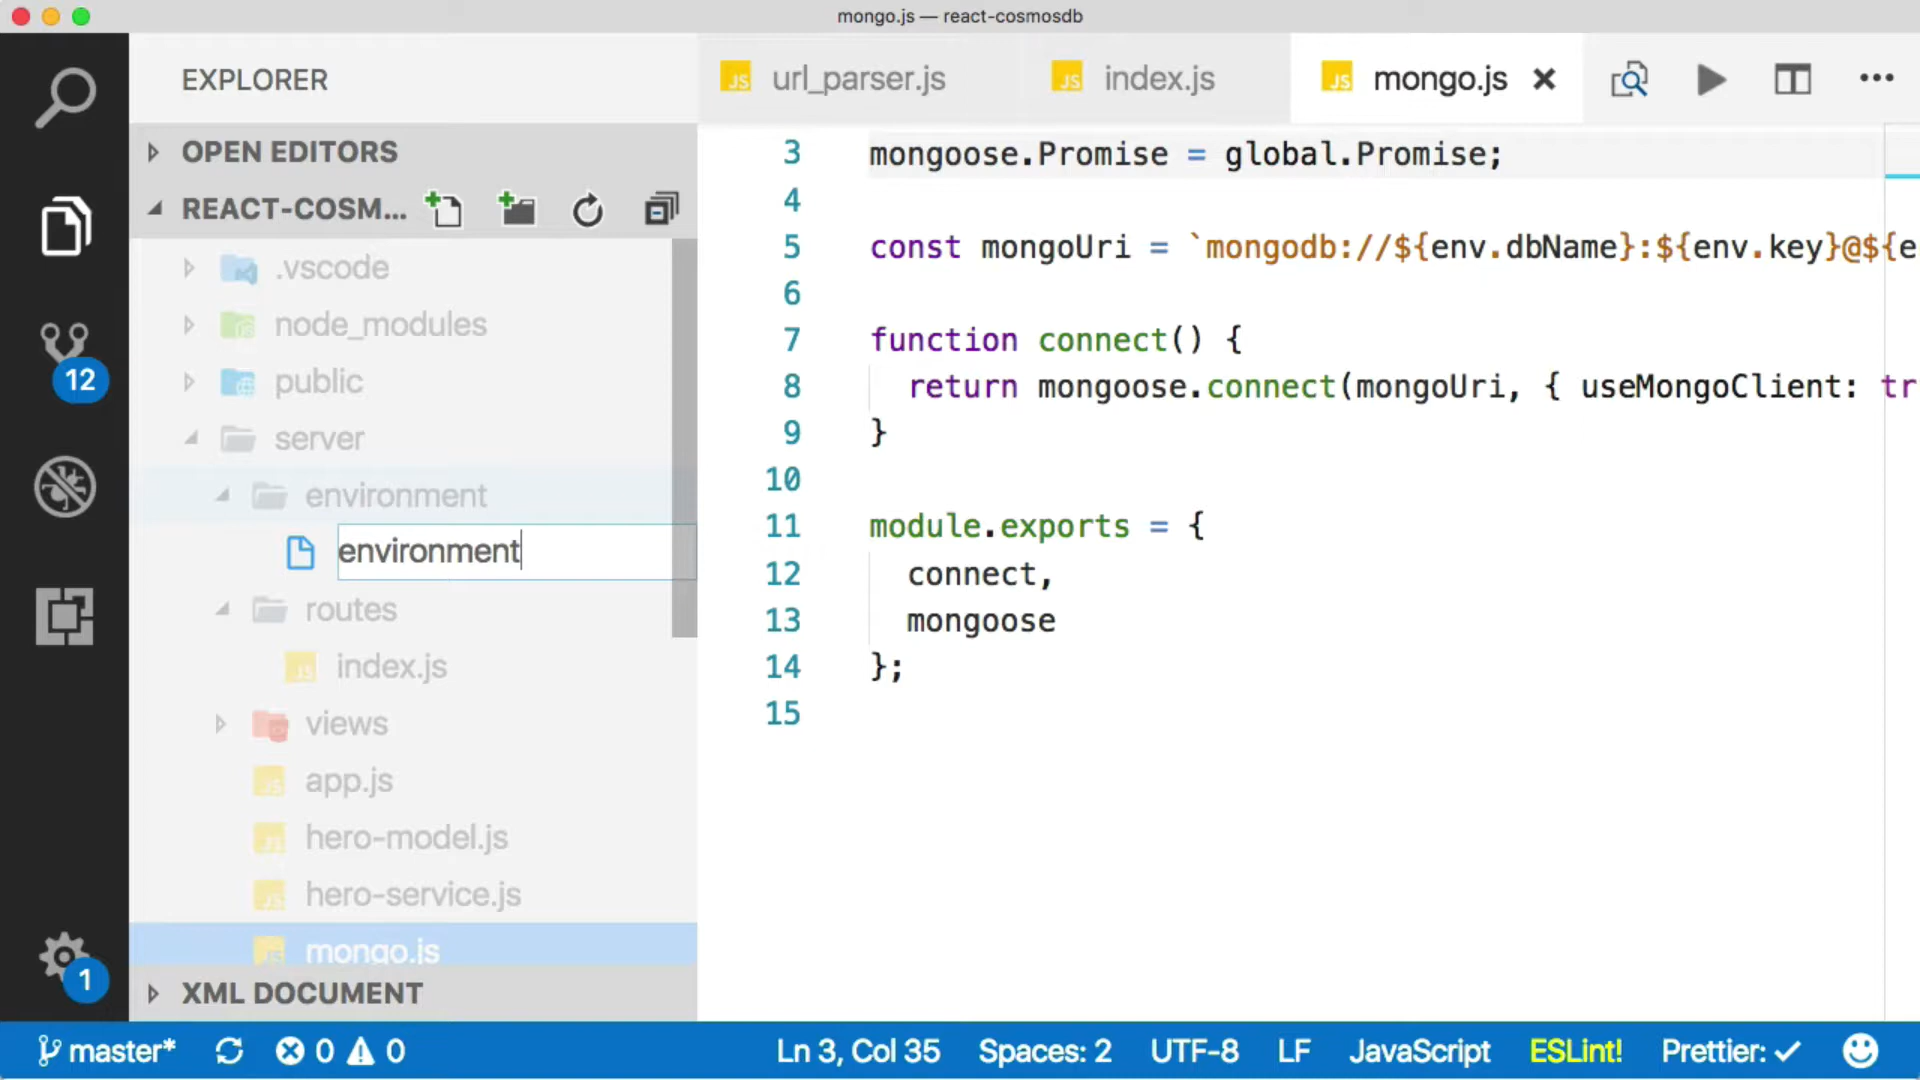 mongo.js — react-cosmosdb
EXPLORER
OPEN EDITORS
REACT-COSM...
.vscode
node_modules
public
server
environment
environment
routes
index.js
views
app.js
hero-model.js
hero-service.js
mongo.js
XML DOCUMENT
12
1
url_parser.js
index.js
mongo.js
3 mongoose.Promise = global.Promise;
4
5 const mongoUri = `mongodb://${env.dbName}:${env.key}@${e
6
7 function connect() {
8 return mongoose.connect(mongoUri, { useMongoClient: tr
9 }
10
11 module.exports = {
12 connect,
13 mongoose
14 };
15
master* 0 0 Ln 3, Col 35 Spaces: 2 UTF-8 LF JavaScript ESLint! Prettier: ✓